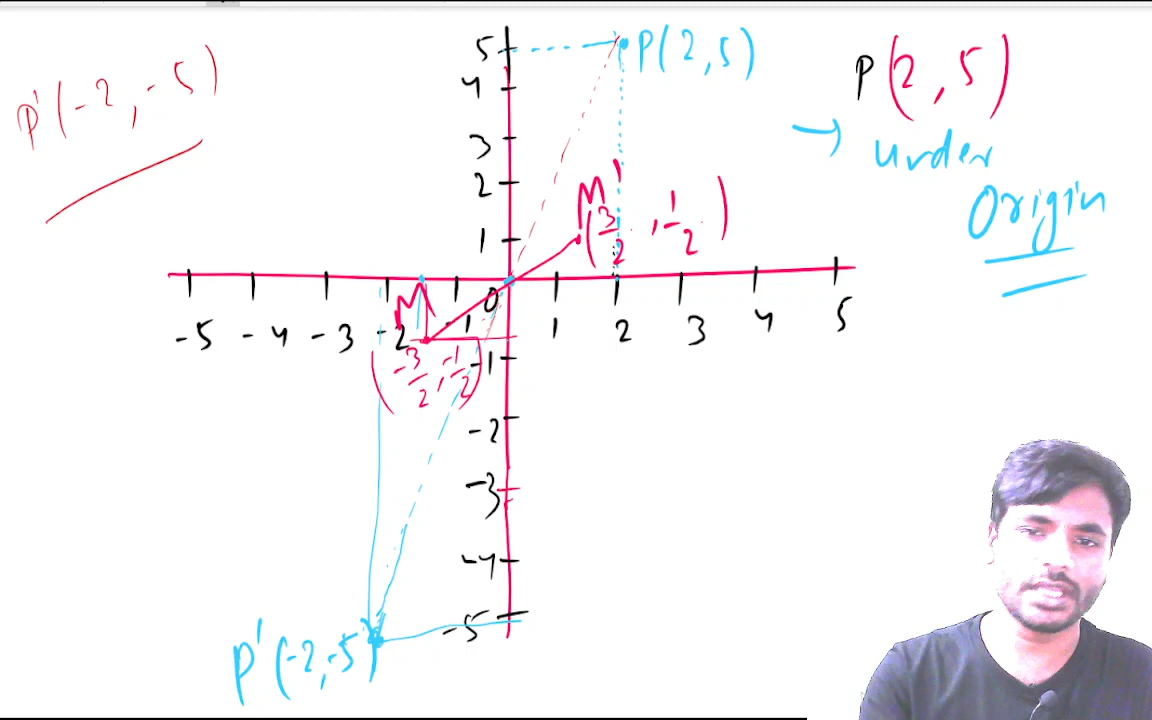 P'(-2, -5)
P(2, 5)
under
Origin
5 P(2,5)
4
3
2
1
M' (3/2, 1/2)
-5 -4 -3 -2 -1 0 1 2 3 4 5
M (-3/2, -1/2)
-1
-2
-3
-4
-5
P'(-2,-5)